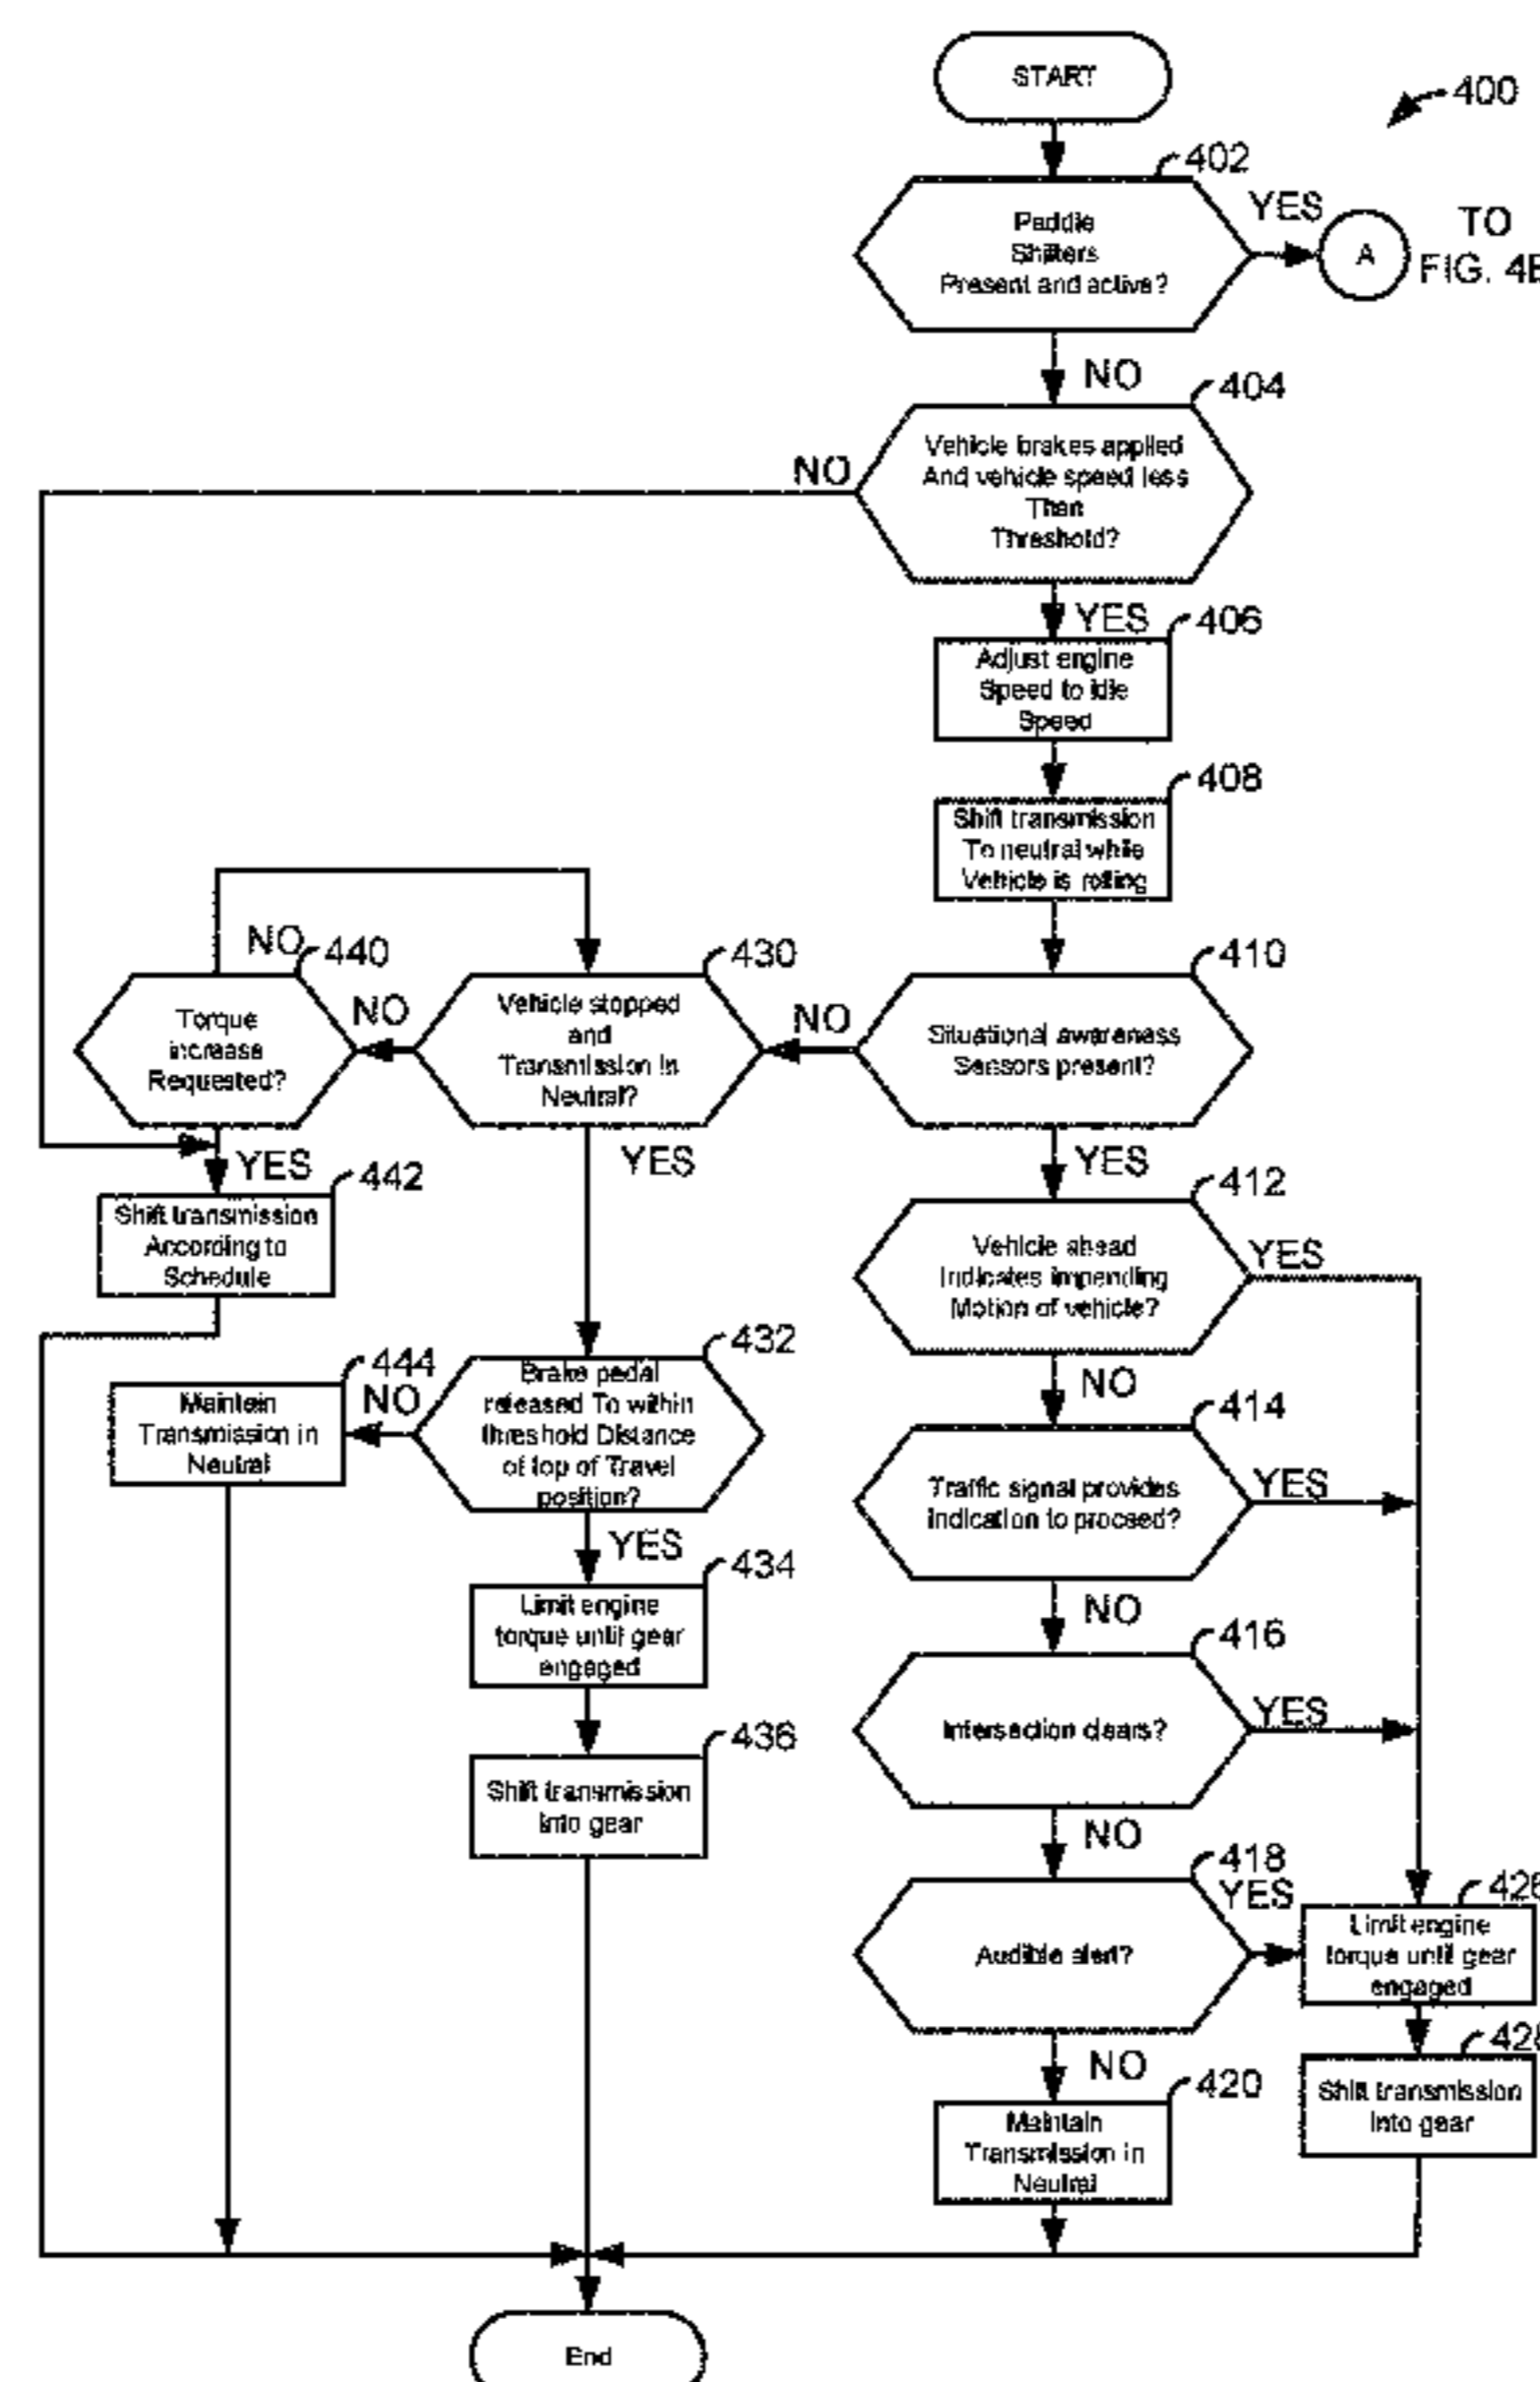 START
400
402
Paddle
Shifters
Present and active?
YES
A
TO
FIG. 4B
NO
404
Vehicle brakes applied
And vehicle speed less
Than
Threshold?
NO
YES
406
Adjust engine
Speed to idle
Speed
408
Shift transmission
To neutral while
Vehicle is rolling
NO
440
Torque
increase
Requested?
NO
430
Vehicle stopped
and
Transmission in
Neutral?
NO
410
Situational awareness
Sensors present?
YES
YES
YES
442
Shift transmission
According to
Schedule
412
Vehicle ahead
Indicates impending
Motion of vehicle?
YES
NO
444
Maintain
Transmission in
Neutral
NO
432
Brake pedal
released To within
threshold Distance
of top of Travel
position?
YES
414
Traffic signal provides
indication to proceed?
YES
NO
434
Limit engine
torque until gear
engaged
416
Intersection clears?
YES
NO
436
Shift transmission
Into gear
418
YES
Audible alert?
426
Limit engine
torque until gear
engaged
NO
428
Shift transmission
Into gear
420
Maintain
Transmission in
Neutral
End